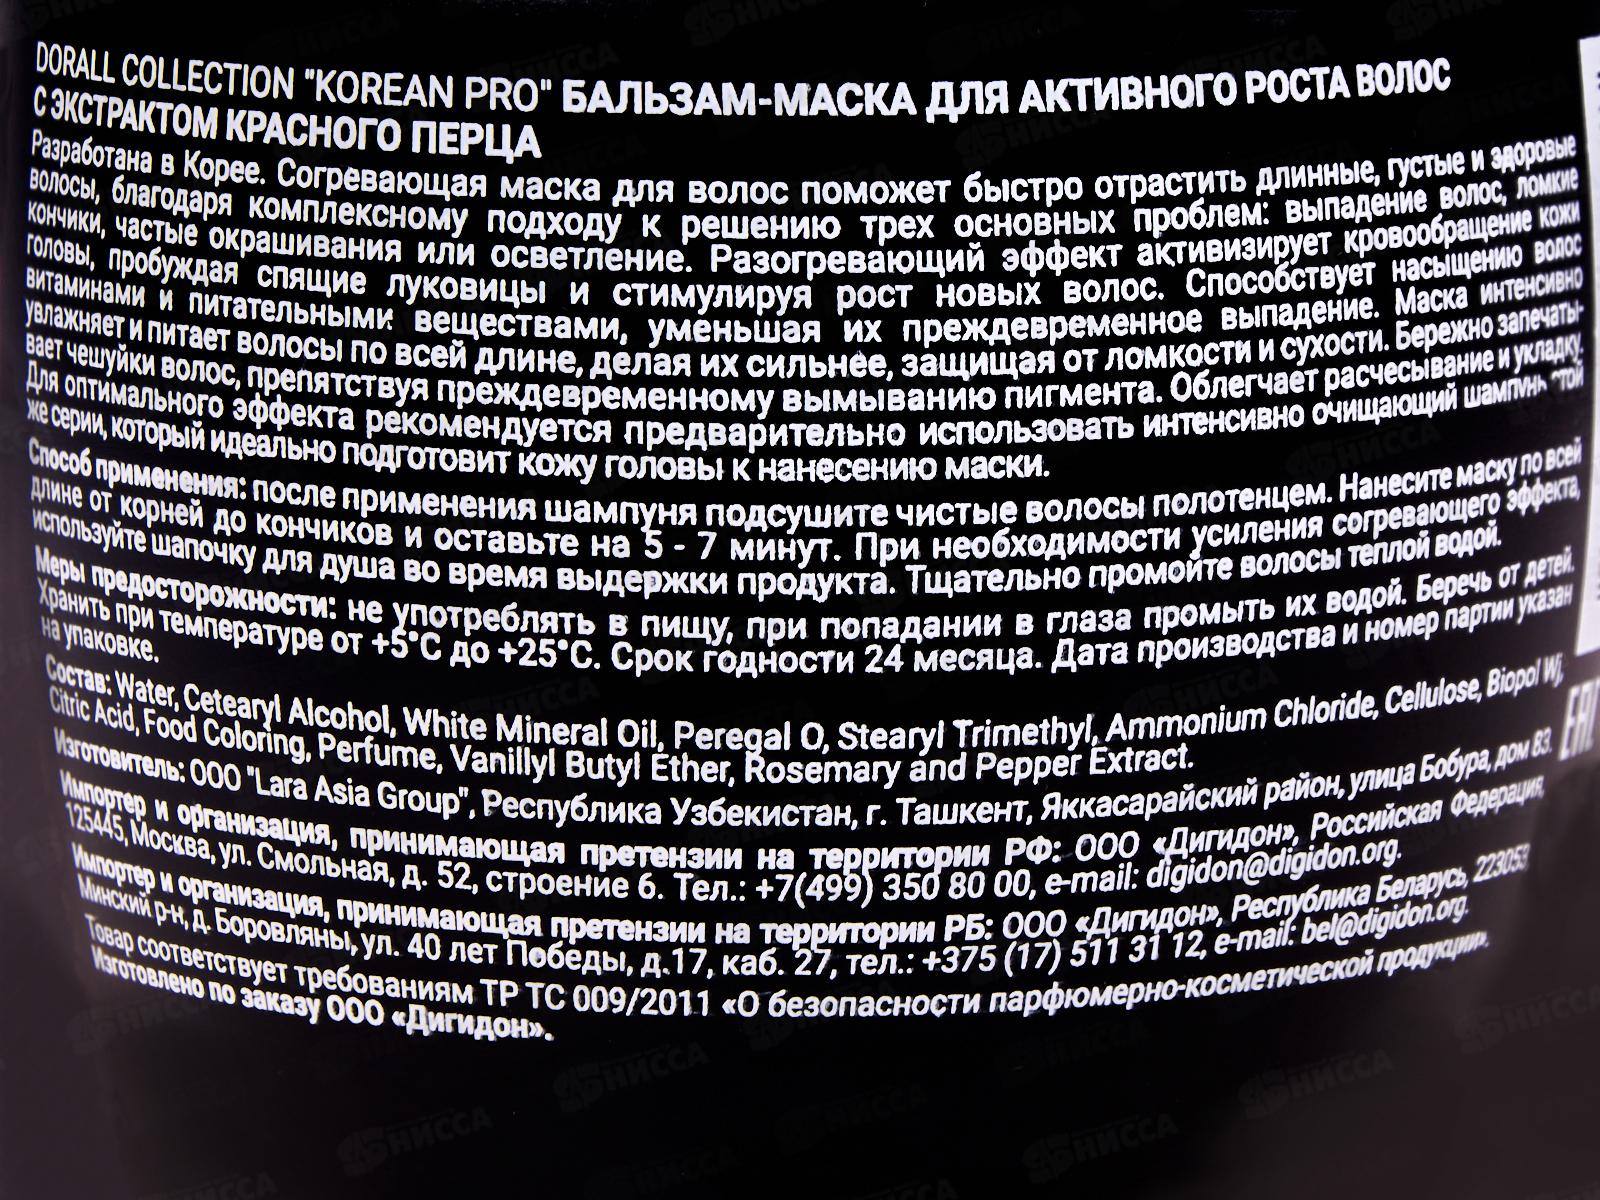 DORALL COLLECTION "KOREAN PRO" БАЛЬЗАМ-МАСКА ДЛЯ АКТИВНОГО РОСТА ВОЛОС
С ЭКСТРАКТОМ КРАСНОГО ПЕРЦА
Разработана в Корее. Согревающая маска для волос поможет быстро отрастить длинные, густые и здоровые
волосы, благодаря комплексному подходу к решению трех основных проблем: выпадение волос, ломкие
кончики, частые окрашивания или осветление. Разогревающий эффект активизирует кровообращение кожи
головы, пробуждая спящие луковицы и стимулируя рост новых волос. Способствует насыщению волос
витаминами и питательными веществами, уменьшая их преждевременное выпадение. Маска интенсивно
увлажняет и питает волосы по всей длине, делая их сильнее, защищая от ломкости и сухости. Бережно запечаты-
вает чешуйки волос, препятствуя преждевременному вымыванию пигмента. Облегчает расчесывание и укладку.
Для оптимального эффекта рекомендуется предварительно использовать интенсивно очищающий шампунь этой
же серии, который идеально подготовит кожу головы к нанесению маски.
Способ применения: после применения шампуня подсушите чистые волосы полотенцем. Нанесите маску по всей
длине от корней до кончиков и оставьте на 5 - 7 минут. При необходимости усиления согревающего эффекта,
используйте шапочку для душа во время выдержки продукта. Тщательно промойте волосы теплой водой.
Меры предосторожности: не употреблять в пищу, при попадании в глаза промыть их водой. Беречь от детей.
Хранить при температуре от +5°С до +25°С. Срок годности 24 месяца. Дата производства и номер партии указан
на упаковке.
Состав: Water, Cetearyl Alcohol, White Mineral Oil, Peregal O, Stearyl Trimethyl, Ammonium Chloride, Cellulose, Biopol Wj,
Citric Acid, Food Coloring, Perfume, Vanillyl Butyl Ether, Rosemary and Pepper Extract.
Изготовитель: ООО "Lara Asia Group", Республика Узбекистан, г. Ташкент, Яккасарайский район, улица Бобура, дом 83.
Импортер и организация, принимающая претензии на территории РФ: ООО «Дигидон», Российская Федерация,
125445, Москва, ул. Смольная, д. 52, строение 6. Тел.: +7(499) 350 80 00, e-mail: digidon@digidon.org.
Импортер и организация, принимающая претензии на территории РБ: ООО «Дигидон», Республика Беларусь, 223053,
Минский р-н, д. Боровляны, ул. 40 лет Победы, д.17, каб. 27, тел.: +375 (17) 511 31 12, e-mail: bel@digidon.org.
Товар соответствует требованиям ТР ТС 009/2011 «О безопасности парфюмерно-косметической продукции».
Изготовлено по заказу ООО «Дигидон».
EAC
НИССА